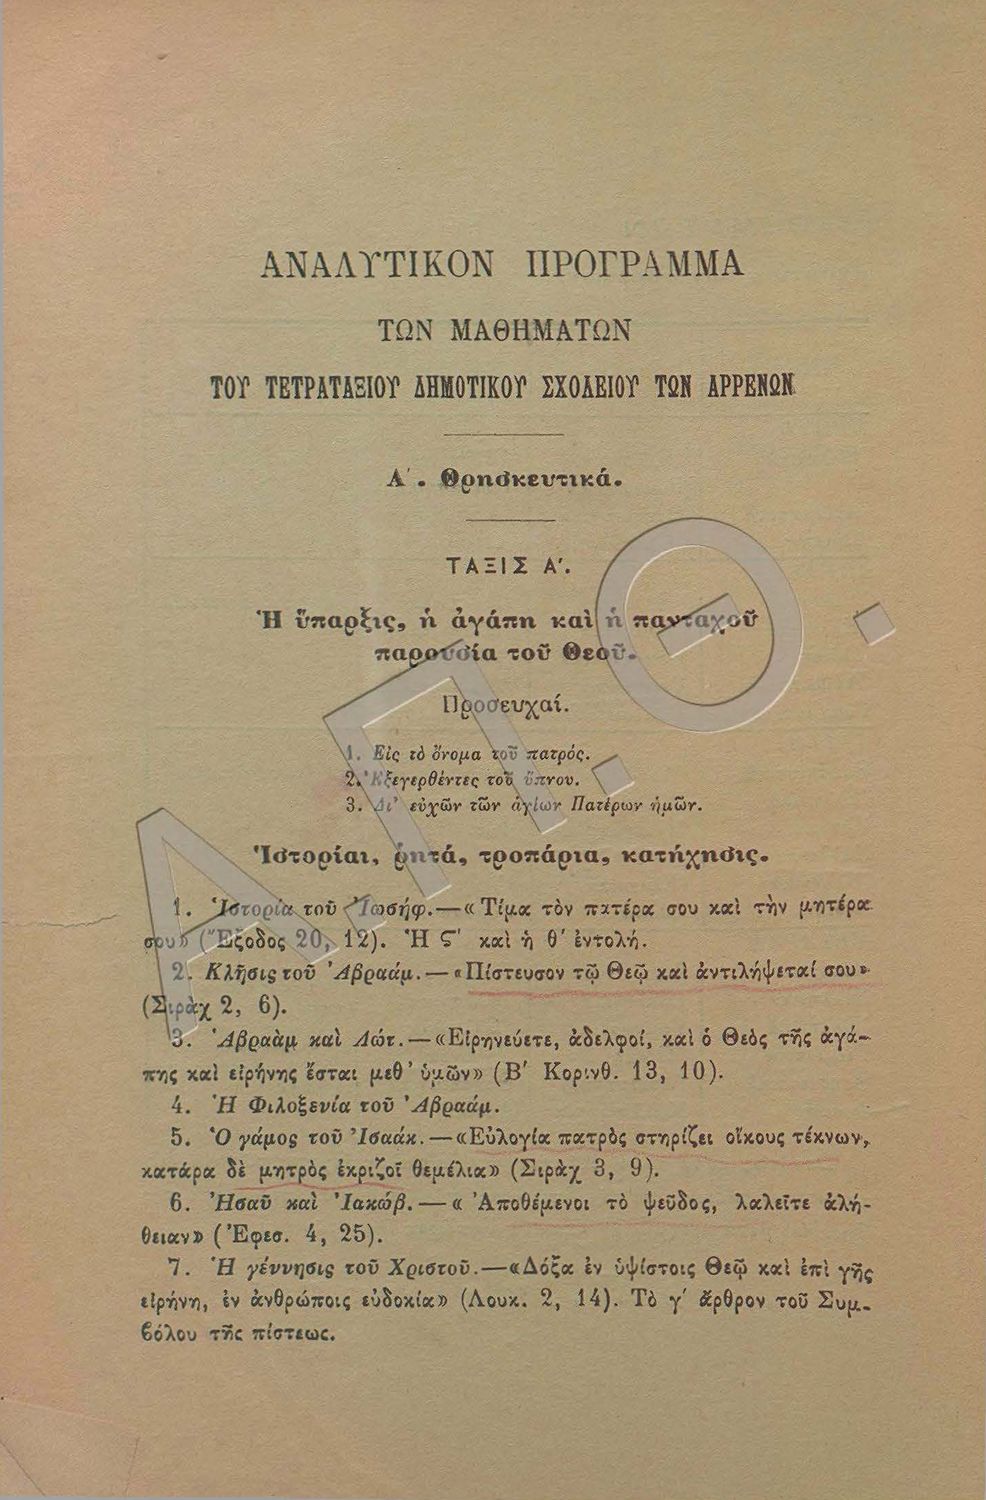 ΑΝΑΛΥΤΙΚΟΝ ΠΡΟΓΡΑΜΜΑ
ΤΩΝ ΜΑΘΗΜΑΤΩΝ
ΤΟΥ ΤΕΤΡΑΤΑΞΙΟΥ ΔΗΜΟΤΙΚΟΥ ΣΧΟΛΕΙΟΥ ΤΩΝ ΑΡΡΕΝΩΝ
Α΄. Θρησκευτικά.
ΤΑΞΙΣ Α΄.
Ἡ ὕπαρξις, ἡ ἀγάπη καὶ ἡ πανταχοῦ
παρουσία τοῦ Θεοῦ.
Προσευχαί.
1. Εἰς τὸ ὄνομα τοῦ πατρός.
2. Ἐξεγερθέντες τοῦ ὕπνου.
3. Δι’ εὐχῶν τῶν ἁγίων Πατέρων ἡμῶν.
Ἱστορίαι, ῥητά, τροπάρια, κατήχησις.
1. Ἱστορία τοῦ Ἰωσήφ.—«Τίμα τὸν πατέρα σου καὶ τὴν μητέρα
σου» (Ἔξοδος 20, 12). Ἡ ϛ΄ καὶ ἡ θ΄ ἐντολή.
2. Κλῆσις τοῦ Ἀβραάμ.—«Πίστευσον τῷ Θεῷ καὶ ἀντιλήψεταί σου»
(Σιρὰχ 2, 6).
3. Ἀβραὰμ καὶ Λώτ.—«Εἰρηνεύετε, ἀδελφοί, καὶ ὁ Θεὸς τῆς ἀγά-
πης καὶ εἰρήνης ἔσται μεθ’ ὑμῶν» (Β΄ Κορινθ. 13, 10).
4. Ἡ Φιλοξενία τοῦ Ἀβραάμ.
5. Ὁ γάμος τοῦ Ἰσαάκ.—«Εὐλογία πατρὸς στηρίζει οἴκους τέκνων,
κατάρα δὲ μητρὸς ἐκριζοῖ θεμέλια» (Σιρὰχ 3, 9).
6. Ἠσαῦ καὶ Ἰακώβ.—«Ἀποθέμενοι τὸ ψεῦδος, λαλεῖτε ἀλή-
θειαν» (Ἐφεσ. 4, 25).
7. Ἡ γέννησις τοῦ Χριστοῦ.—«Δόξα ἐν ὑψίστοις Θεῷ καὶ ἐπὶ γῆς
εἰρήνη, ἐν ἀνθρώποις εὐδοκία» (Λουκ. 2, 14). Τὸ γ΄ ἄρθρον τοῦ Συμ-
βόλου τῆς πίστεως.